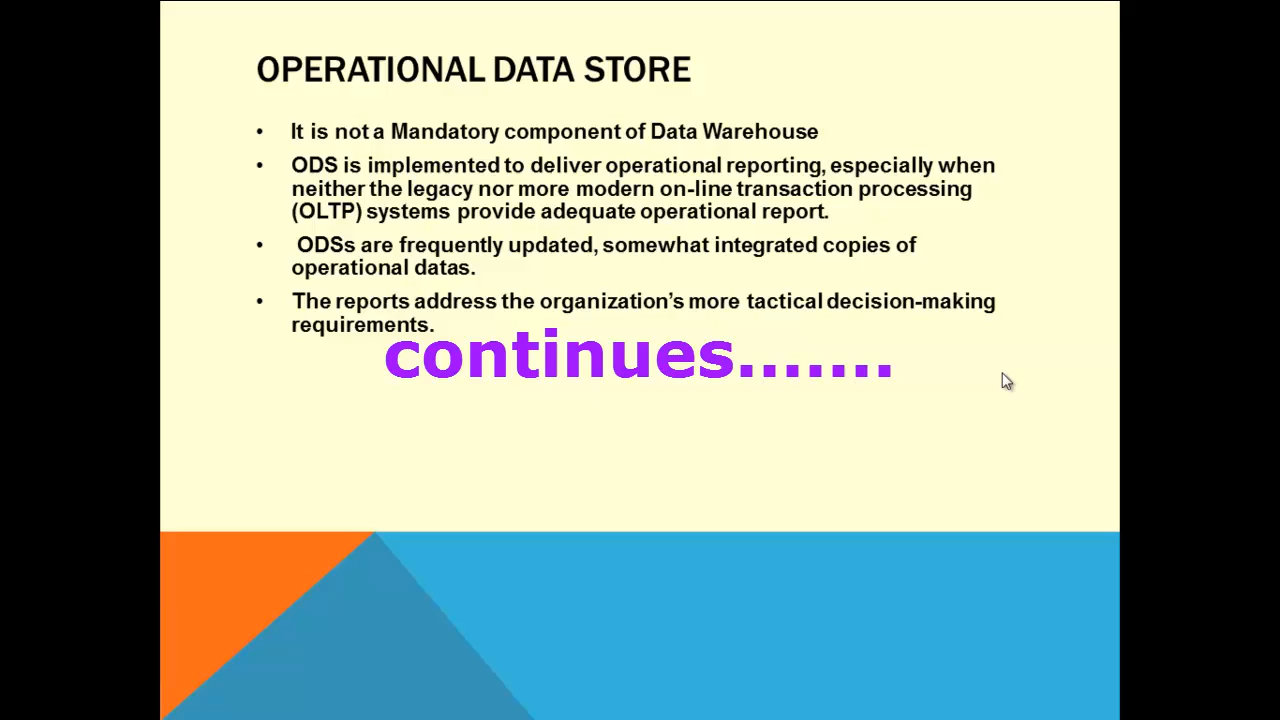 OPERATIONAL DATA STORE
• It is not a Mandatory component of Data Warehouse
• ODS is implemented to deliver operational reporting, especially when
neither the legacy nor more modern on-line transaction processing
(OLTP) systems provide adequate operational report.
• ODSs are frequently updated, somewhat integrated copies of
operational datas.
• The reports address the organization’s more tactical decision-making
requirements.
continues.......